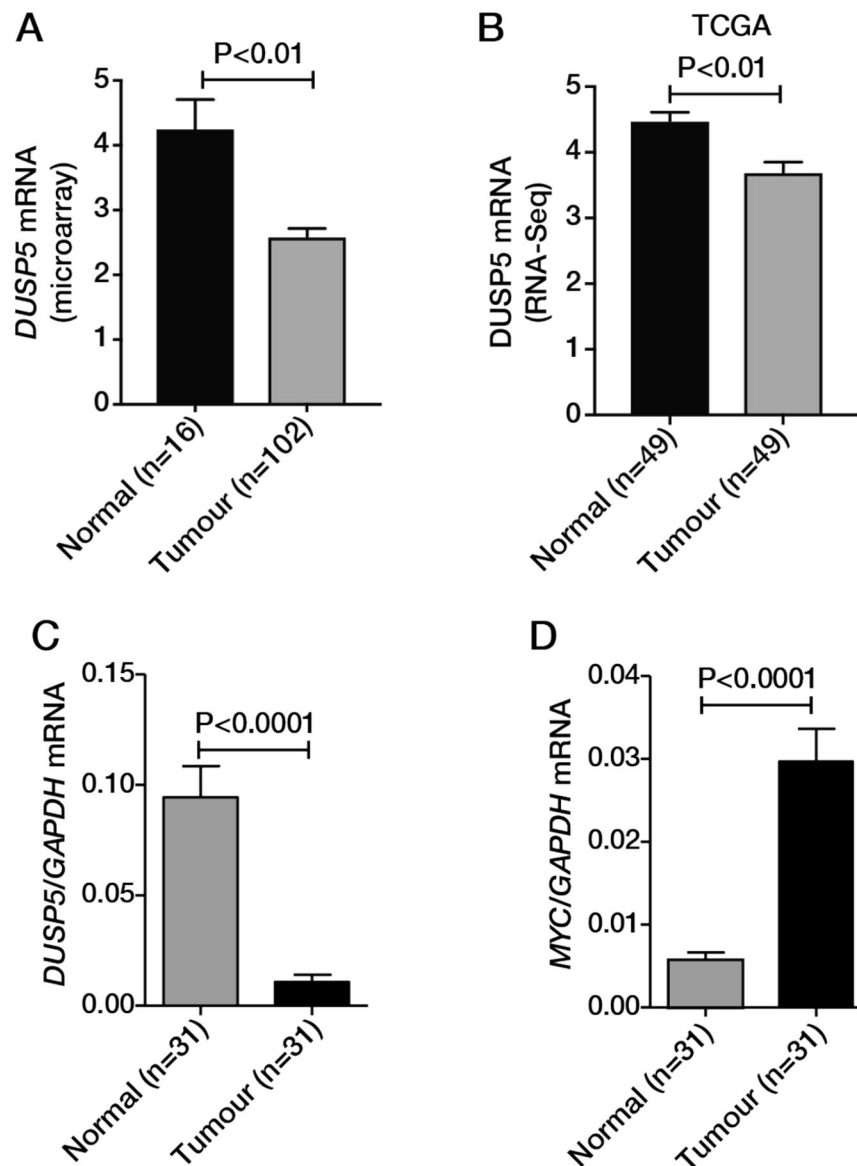 A
P<0.01
DUSP5 mRNA
(microarray)
5
4
3
2
1
0
Normal (n=16)
Tumour (n=102)
B
TCGA
P<0.01
DUSP5 mRNA
(RNA-Seq)
5
4
3
2
1
0
Normal (n=49)
Tumour (n=49)
C
P<0.0001
DUSP5/GAPDH mRNA
0.15
0.10
0.05
0.00
Normal (n=31)
Tumour (n=31)
D
P<0.0001
MYC/GAPDH mRNA
0.04
0.03
0.02
0.01
0.00
Normal (n=31)
Tumour (n=31)